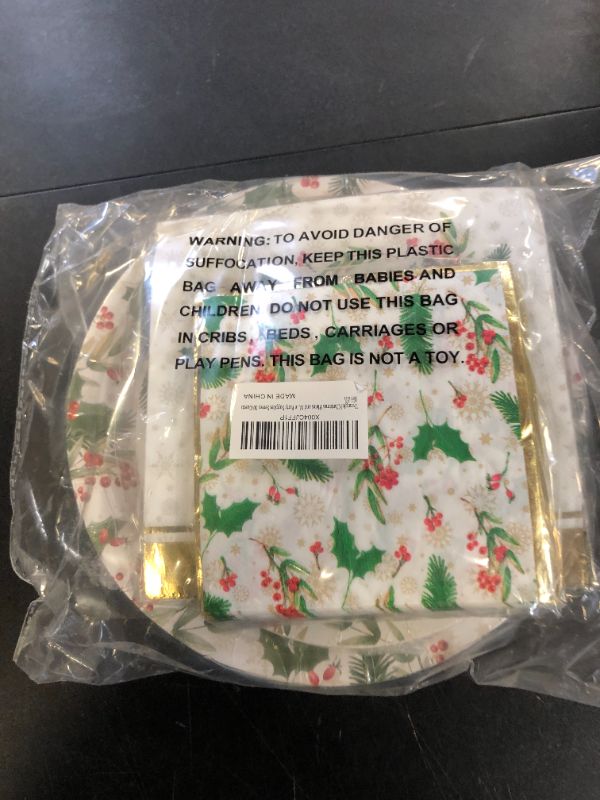 WARNING: TO AVOID DANGER OF
SUFFOCATION, KEEP THIS PLASTIC
BAG AWAY FROM BABIES AND
CHILDREN DO NOT USE THIS BAG
IN CRIBS, BEDS, CARRIAGES OR
PLAY PENS. THIS BAG IS NOT A TOY.
MADE IN CHINA